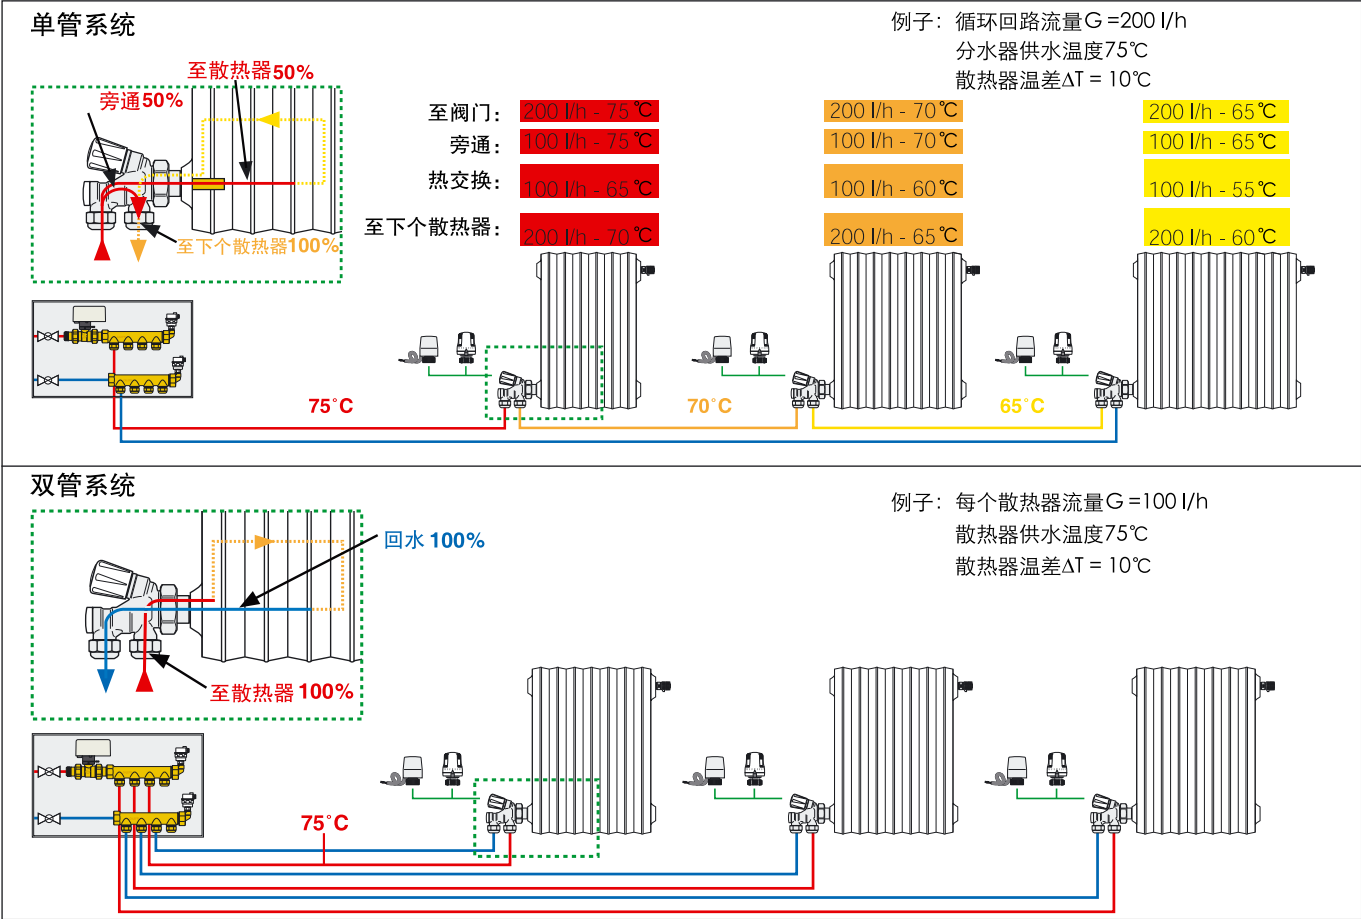 单管系统
例子：循环回路流量G =200 l/h
分水器供水温度75℃
散热器温差ΔT = 10℃
至散热器50%
旁通50%
至下个散热器100%
至阀门： 200 l/h - 75℃ 200 l/h - 70℃ 200 l/h - 65℃
旁通： 100 l/h - 75℃ 100 l/h - 70℃ 100 l/h - 65℃
热交换： 100 l/h - 65℃ 100 l/h - 60℃ 100 l/h - 55℃
至下个散热器： 200 l/h - 70℃ 200 l/h - 65℃ 200 l/h - 60℃
75°C 70°C 65°C
双管系统
例子：每个散热器流量G =100 l/h
散热器供水温度75℃
散热器温差ΔT = 10℃
回水 100%
至散热器 100%
75°C